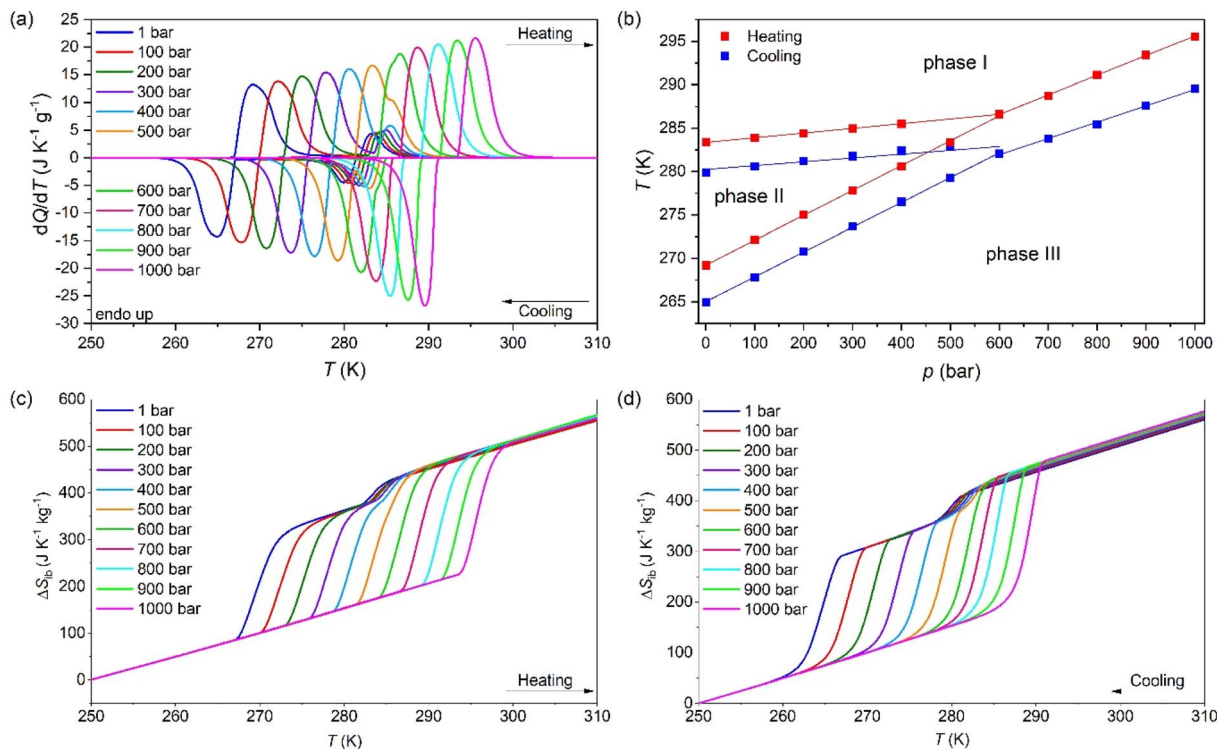 (a)
25
20
15
10
5
0
-5
-10
-15
-20
-25
-30
dQ/dT (J K⁻¹ g⁻¹)
1 bar
100 bar
200 bar
300 bar
400 bar
500 bar
600 bar
700 bar
800 bar
900 bar
1000 bar
Heating
Cooling
endo up
250 260 270 280 290 300 310
T (K)
(b)
295
290
285
280
275
270
265
T (K)
Heating
Cooling
phase I
phase II
phase III
0 100 200 300 400 500 600 700 800 900 1000
p (bar)
(c)
600
500
400
300
200
100
0
ΔS_ib (J K⁻¹ kg⁻¹)
1 bar
100 bar
200 bar
300 bar
400 bar
500 bar
600 bar
700 bar
800 bar
900 bar
1000 bar
Heating
250 260 270 280 290 300 310
T (K)
(d)
600
500
400
300
200
100
0
ΔS_ib (J K⁻¹ kg⁻¹)
1 bar
100 bar
200 bar
300 bar
400 bar
500 bar
600 bar
700 bar
800 bar
900 bar
1000 bar
Cooling
250 260 270 280 290 300 310
T (K)